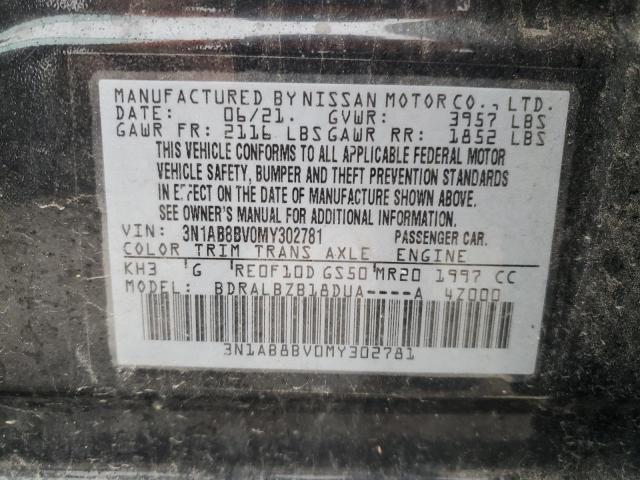 MANUFACTURED BY NISSAN MOTOR CO., LTD.
DATE: 06/21. GVWR: 3957 LBS
GAWR FR: 2116 LBS GAWR RR: 1852 LBS
THIS VEHICLE CONFORMS TO ALL APPLICABLE FEDERAL MOTOR
VEHICLE SAFETY, BUMPER AND THEFT PREVENTION STANDARDS
IN EFFECT ON THE DATE OF MANUFACTURE SHOWN ABOVE.
SEE OWNER'S MANUAL FOR ADDITIONAL INFORMATION.
VIN: 3N1AB8BV0MY302781 PASSENGER CAR.
COLOR TRIM TRANS AXLE ENGINE
KH3 G RE0F10D GS50 MR20 1997 CC
MODEL: BDRALBZB18DUA----A 4Z000
3N1AB8BV0MY302781